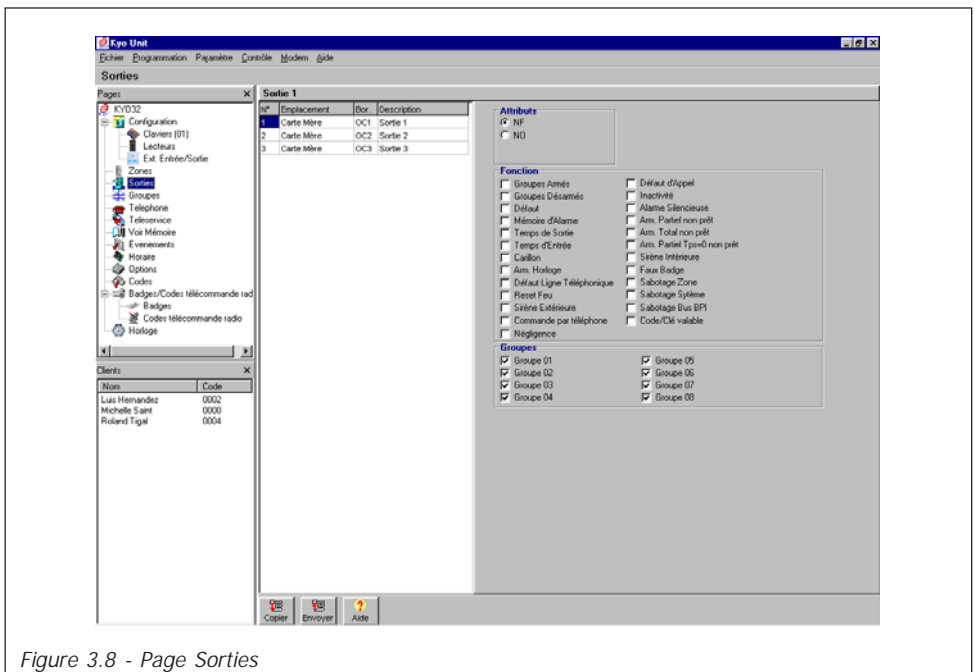 Kyo Unit
Fichier Programmation Paramètre Contrôle Modem Aide
Sorties
Pages
KYO32
Configuration
Claviers (01)
Lecteurs
Ext. Entrée/Sortie
Zones
Sorties
Groupes
Telephone
Teleservice
Voir Mémoire
Evenements
Horaire
Options
Codes
Badges/Codes télécommande rad
Badges
Codes télécommande radio
Horloge
Clients
Nom Code
Luis Hernandez 0002
Michelle Saint 0000
Roland Tigal 0004
Sortie 1
N° Emplacement Bor. Description
1 Carte Mère OC1 Sortie 1
2 Carte Mère OC2 Sortie 2
3 Carte Mère OC3 Sortie 3
Attributs
NF
NO
Fonction
Groupes Armés
Groupes Désarmés
Défaut
Mémoire d'Alarme
Temps de Sortie
Temps d'Entrée
Carillon
Arm. Horloge
Défaut Ligne Téléphonique
Reset Feu
Sirène Extérieure
Commande par téléphone
Négligence
Défaut d'Appel
Inactivité
Alarme Silencieuse
Arm. Partiel non prêt
Arm. Total non prêt
Arm. Partiel Tps=0 non prêt
Sirène Intérieure
Faux Badge
Sabotage Zone
Sabotage Sytème
Sabotage Bus BPI
Code/Clé valable
Groupes
Groupe 01
Groupe 02
Groupe 03
Groupe 04
Groupe 05
Groupe 06
Groupe 07
Groupe 08
Copier Envoyer Aide
Figure 3.8 - Page Sorties